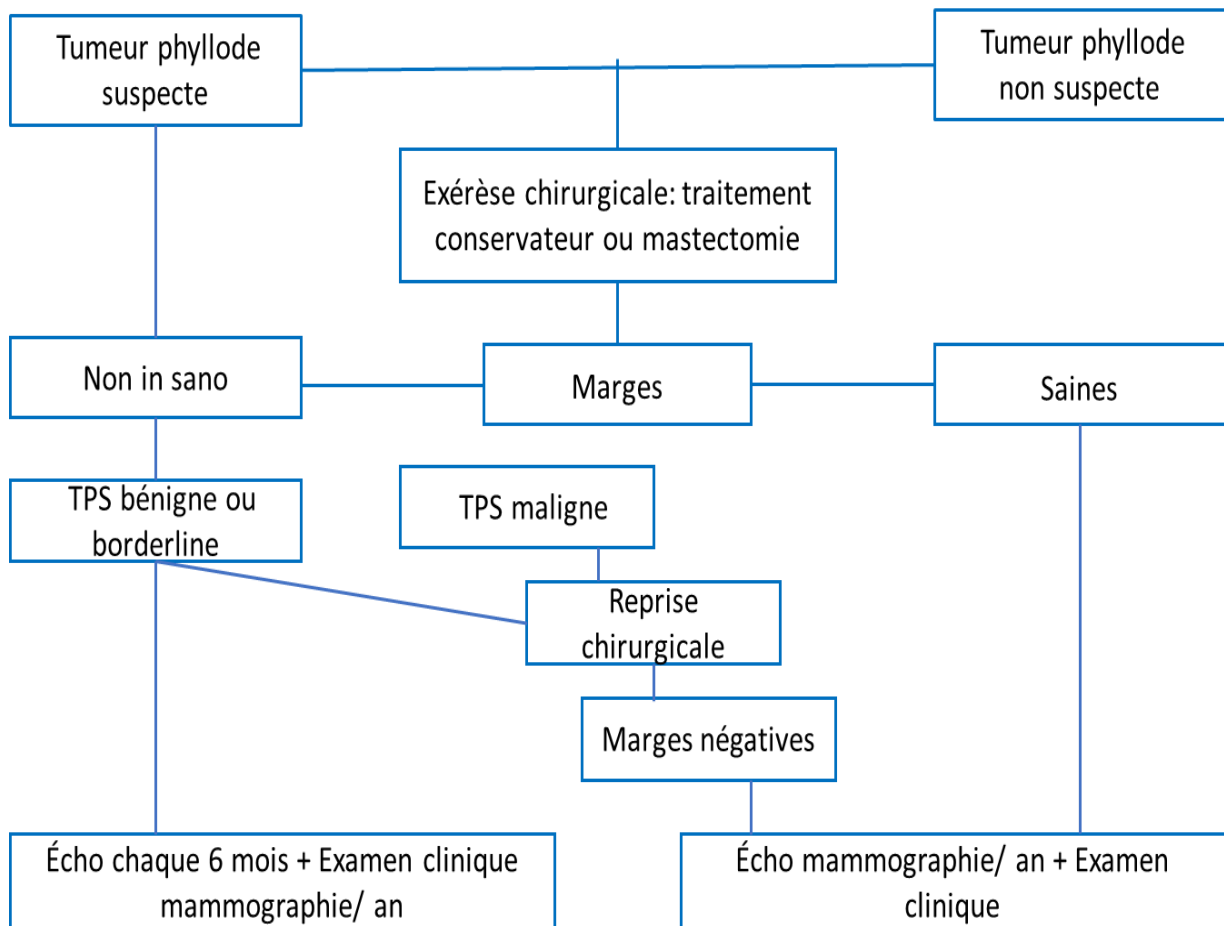 Tumeur phyllode
suspecte
Tumeur phyllode
non suspecte
Exérèse chirurgicale: traitement
conservateur ou mastectomie
Non in sano
Marges
Saines
TPS bénigne ou
borderline
TPS maligne
Reprise
chirurgicale
Marges négatives
Écho chaque 6 mois + Examen clinique
mammographie/ an
Écho mammographie/ an + Examen
clinique